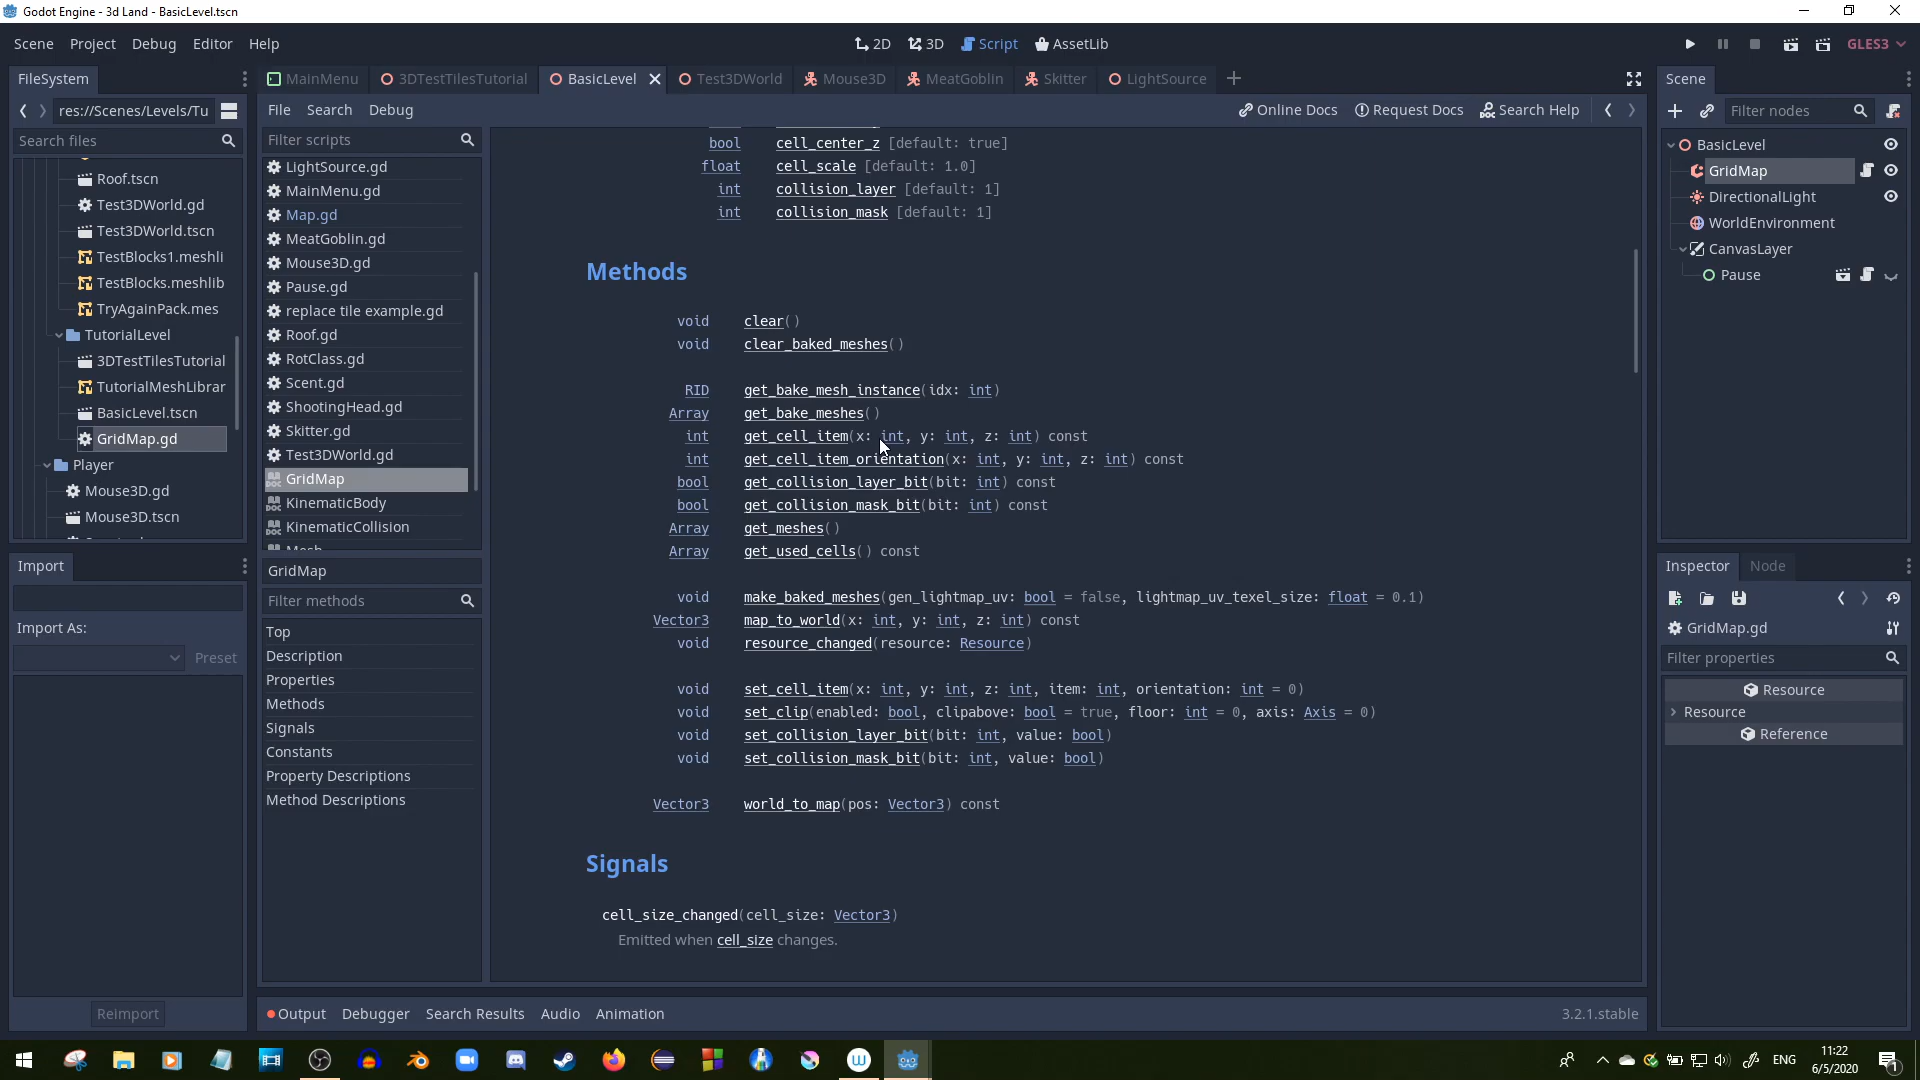 Godot Engine - 3d Land - BasicLevel.tscn
Scene Project Debug Editor Help
2D 3D Script AssetLib
GLES3
FileSystem
res://Scenes/Levels/Tu
Search files
Roof.tscn
Test3DWorld.gd
Test3DWorld.tscn
TestBlocks1.meshli
TestBlocks.meshlib
TryAgainPack.mes
TutorialLevel
3DTestTilesTutorial
TutorialMeshLibrar
BasicLevel.tscn
GridMap.gd
Player
Mouse3D.gd
Mouse3D.tscn
Import
Import As:
Preset
Reimport
MainMenu 3DTestTilesTutorial BasicLevel Test3DWorld Mouse3D MeatGoblin Skitter LightSource
File Search Debug
Online Docs Request Docs Search Help
Filter scripts
LightSource.gd
MainMenu.gd
Map.gd
MeatGoblin.gd
Mouse3D.gd
Pause.gd
replace tile example.gd
Roof.gd
RotClass.gd
Scent.gd
ShootingHead.gd
Skitter.gd
Test3DWorld.gd
GridMap
KinematicBody
KinematicCollision
Mesh
GridMap
Filter methods
Top
Description
Properties
Methods
Signals
Constants
Property Descriptions
Method Descriptions
bool cell_center_z [default: true]
float cell_scale [default: 1.0]
int collision_layer [default: 1]
int collision_mask [default: 1]
Methods
void clear()
void clear_baked_meshes()
RID get_bake_mesh_instance(idx: int)
Array get_bake_meshes()
int get_cell_item(x: int, y: int, z: int) const
int get_cell_item_orientation(x: int, y: int, z: int) const
bool get_collision_layer_bit(bit: int) const
bool get_collision_mask_bit(bit: int) const
Array get_meshes()
Array get_used_cells() const
void make_baked_meshes(gen_lightmap_uv: bool = false, lightmap_uv_texel_size: float = 0.1)
Vector3 map_to_world(x: int, y: int, z: int) const
void resource_changed(resource: Resource)
void set_cell_item(x: int, y: int, z: int, item: int, orientation: int = 0)
void set_clip(enabled: bool, clipabove: bool = true, floor: int = 0, axis: Axis = 0)
void set_collision_layer_bit(bit: int, value: bool)
void set_collision_mask_bit(bit: int, value: bool)
Vector3 world_to_map(pos: Vector3) const
Signals
cell_size_changed(cell_size: Vector3)
Emitted when cell_size changes.
Output Debugger Search Results Audio Animation
3.2.1.stable
Scene
Filter nodes
BasicLevel
GridMap
DirectionalLight
WorldEnvironment
CanvasLayer
Pause
Inspector Node
GridMap.gd
Filter properties
Resource
Resource
Reference
ENG
11:22
6/5/2020
1